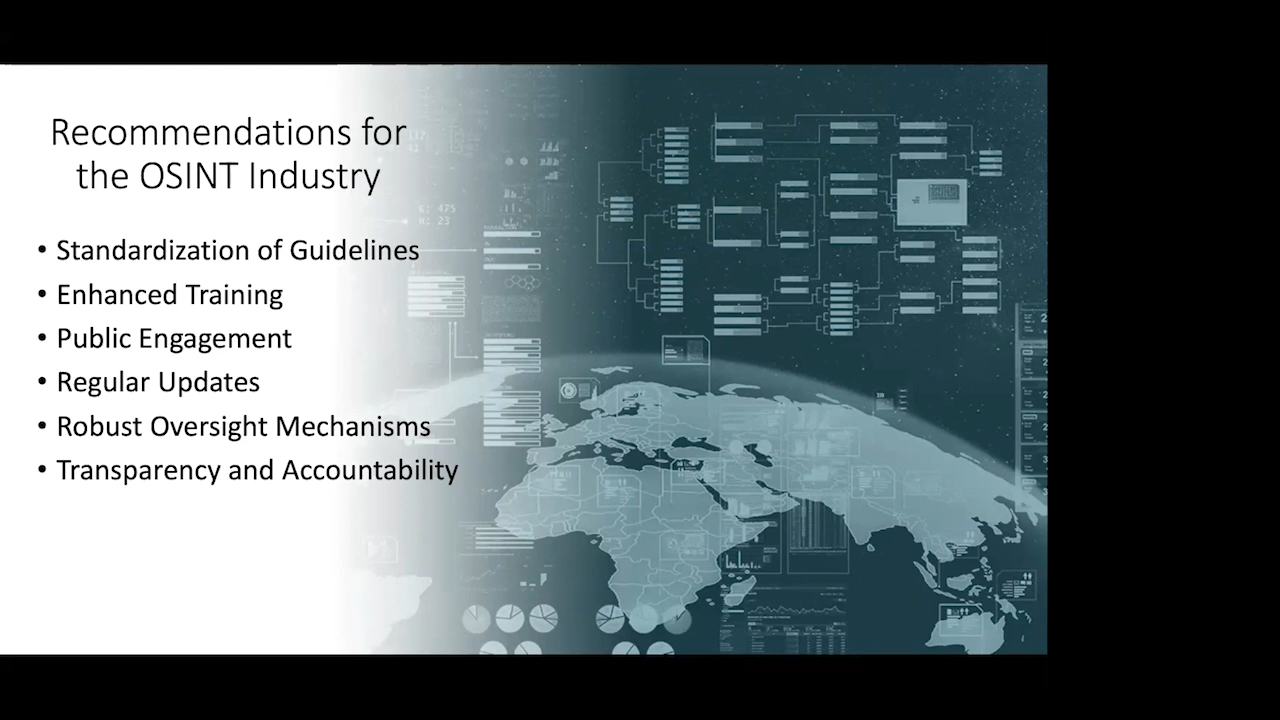 Recommendations for
the OSINT Industry
• Standardization of Guidelines
• Enhanced Training
• Public Engagement
• Regular Updates
• Robust Oversight Mechanisms
• Transparency and Accountability